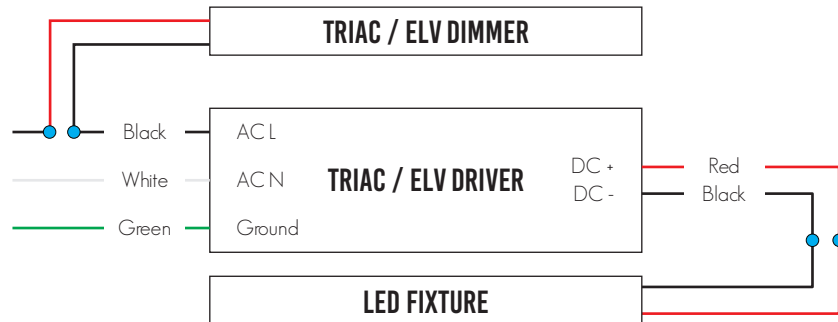 TRIAC / ELV DIMMER
Black
AC L
White
AC N
Green
Ground
TRIAC / ELV DRIVER
DC +
DC -
Red
Black
LED FIXTURE